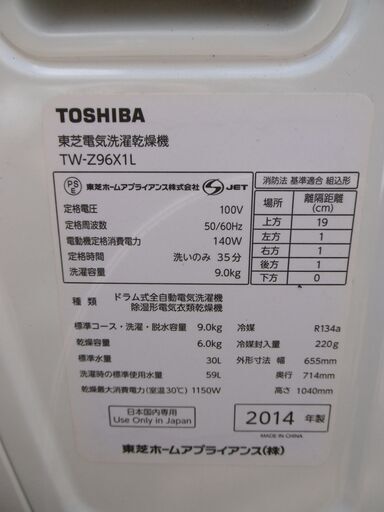 TOSHIBA
東芝電気洗濯乾燥機
TW-Z96X1L
PS E 東芝ホームアプライアンス株式会社 S JET
定格電圧 100V
定格周波数 50/60Hz
電動機定格消費電力 140W
定格時間 洗いのみ 35分
洗濯容量 9.0kg
消防法 基準適合 組込形
場所 離隔距離(cm)
上方 19
左方 1
右方 1
後方 1
下方 0
種類 ドラム式全自動電気洗濯機
除湿形電気衣類乾燥機
標準コース・洗濯・脱水容量 9.0kg 冷媒 R134a
乾燥容量 6.0kg 冷媒封入量 220g
標準水量 30L 外形寸法 幅 655mm
洗濯時の標準使用水量 59L 奥行 714mm
乾燥最大消費電力(室温30℃) 1150W 高さ 1040mm
日本国内専用
Use Only in Japan
2014 年製
MADE IN CHINA
東芝ホームアプライアンス(株)